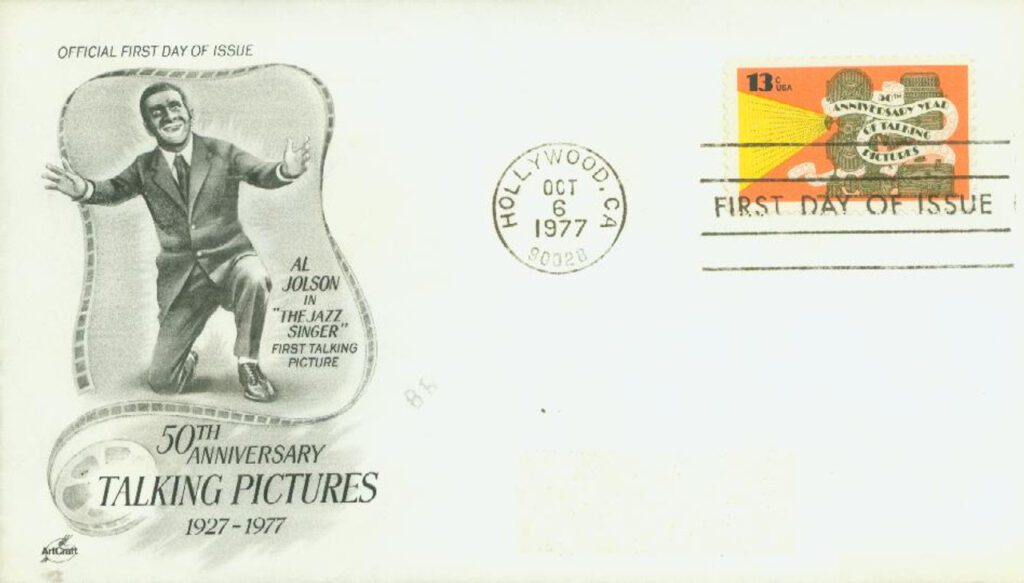 OFFICIAL FIRST DAY OF ISSUE
AL
JOLSON
IN
"THE JAZZ
SINGER"
FIRST TALKING
PICTURE
50TH
ANNIVERSARY
TALKING PICTURES
1927-1977
ArtCraft
HOLLYWOOD, CA
OCT
6
1977
90028
13c
USA
50TH
ANNIVERSARY YEAR
OF TALKING
PICTURES
FIRST DAY OF ISSUE